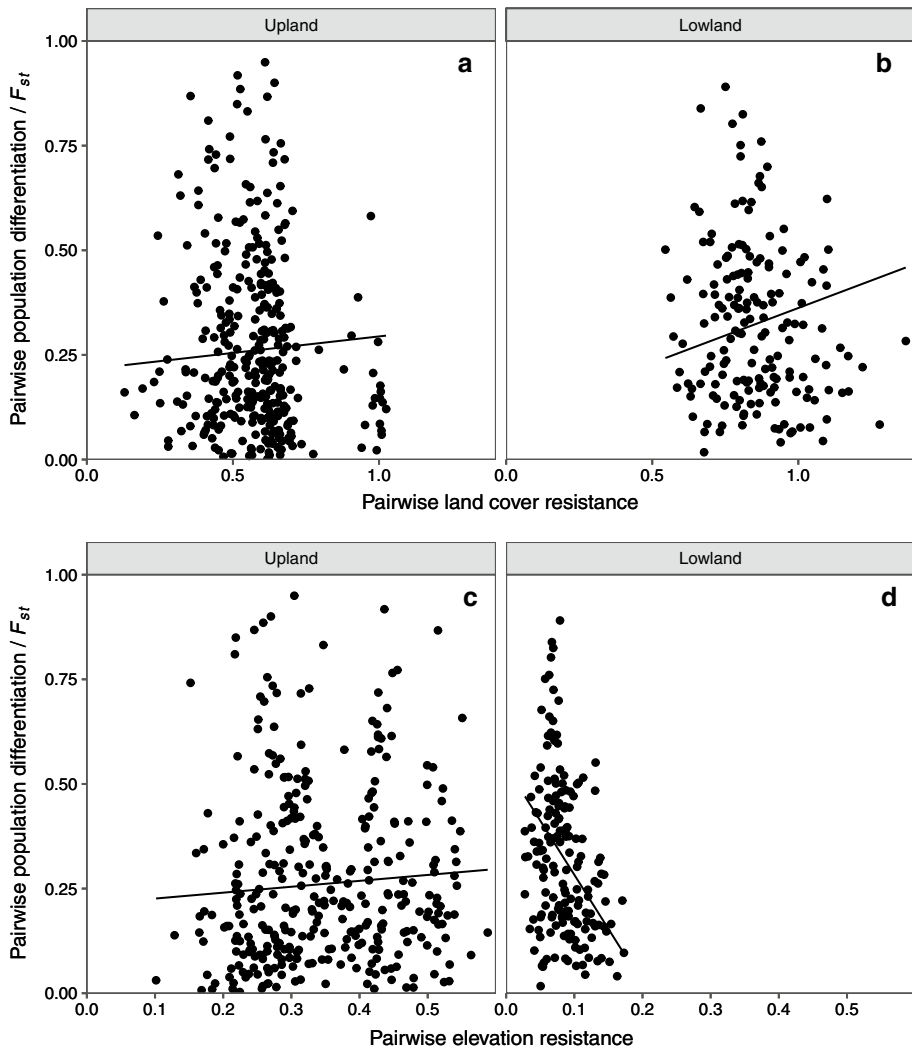 Upland Lowland
1.00 a b
0.75
0.50
0.25
0.00
0.0 0.5 1.0 0.0 0.5 1.0
Pairwise population differentiation / Fst
Pairwise land cover resistance
Upland Lowland
1.00 c d
0.75
0.50
0.25
0.00
0.0 0.1 0.2 0.3 0.4 0.5 0.0 0.1 0.2 0.3 0.4 0.5
Pairwise population differentiation / Fst
Pairwise elevation resistance